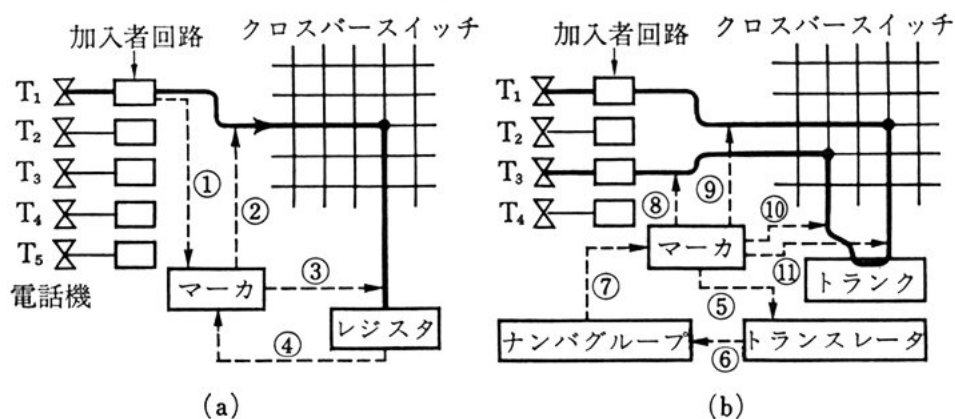 加入者回路
クロスバースイッチ
T₁
T₂
T₃
T₄
T₅
電話機
①
②
③
④
マーカ
レジスタ
(a)
加入者回路
クロスバースイッチ
T₁
T₂
T₃
T₄
⑧
⑨
⑩
⑪
マーカ
トランク
⑦
⑤
ナンバグループ
⑥
トランスレータ
(b)